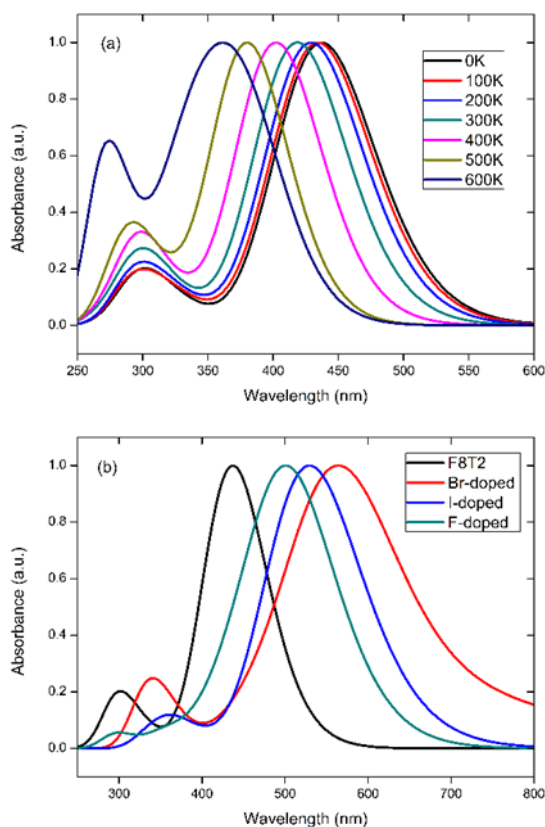 (a)
0K
100K
200K
300K
400K
500K
600K
Absorbance (a.u.)
1.0
0.8
0.6
0.4
0.2
0.0
250 300 350 400 450 500 550 600
Wavelength (nm)
(b)
F8T2
Br-doped
I-doped
F-doped
Absorbance (a.u.)
1.0
0.8
0.6
0.4
0.2
0.0
300 400 500 600 700 800
Wavelength (nm)